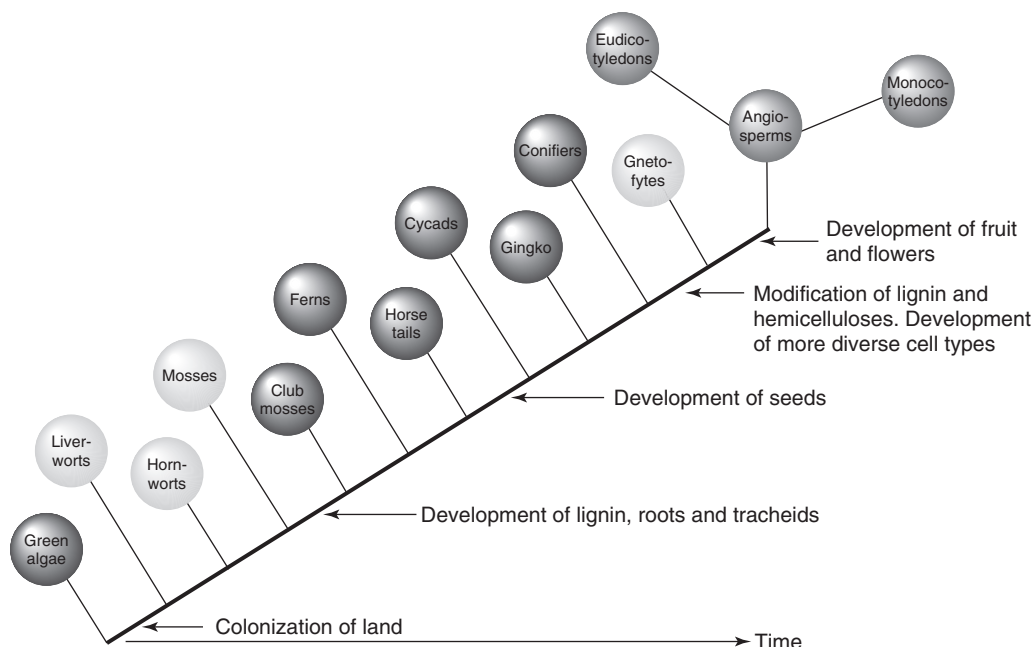 Eudico-
tyledons
Monoco-
tyledons
Angio-
sperms
Conifiers
Gneto-
fytes
Cycads
Gingko
Development of fruit
and flowers
Ferns
Horse
tails
Modification of lignin and
hemicelluloses. Development
of more diverse cell types
Mosses
Club
mosses
Development of seeds
Liver-
worts
Horn-
worts
Development of lignin, roots and tracheids
Green
algae
Colonization of land
Time